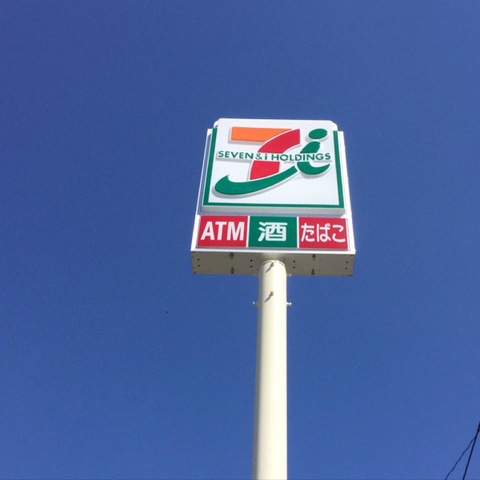 SEVEN & i HOLDINGS
ATM 酒 たばこ